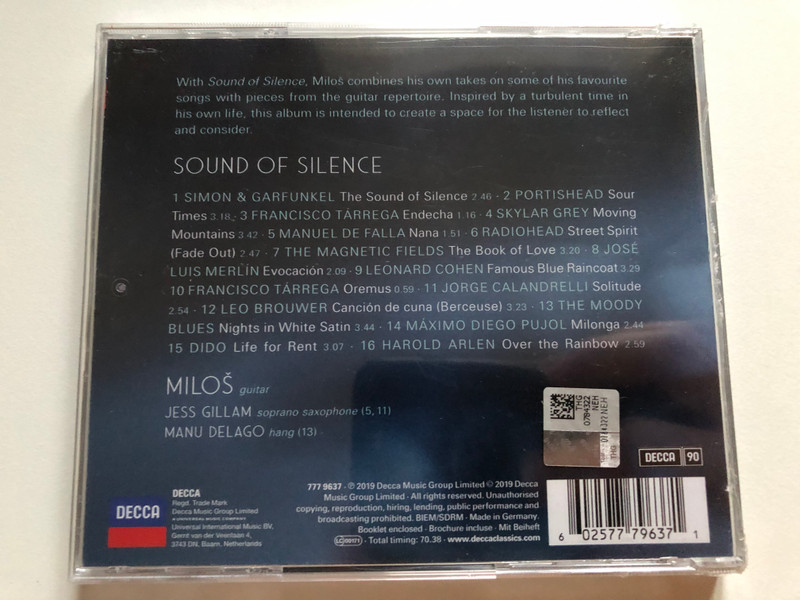 With Sound of Silence, Miloš combines his own takes on some of his favourite
songs with pieces from the guitar repertoire. Inspired by a turbulent time in
his own life, this album is intended to create a space for the listener to reflect
and consider.
SOUND OF SILENCE
1 SIMON & GARFUNKEL The Sound of Silence 2.46 · 2 PORTISHEAD Sour
Times 3.18 · 3 FRANCISCO TÁRREGA Endecha 1.16 · 4 SKYLAR GREY Moving
Mountains 3.42 · 5 MANUEL DE FALLA Nana 1.51 · 6 RADIOHEAD Street Spirit
(Fade Out) 2.47 · 7 THE MAGNETIC FIELDS The Book of Love 3.20 · 8 JOSÉ
LUIS MERLÍN Evocación 2.09 · 9 LEONARD COHEN Famous Blue Raincoat 3.29
10 FRANCISCO TÁRREGA Oremus 0.59 · 11 JORGE CALANDRELLI Solitude
2.54 · 12 LEO BROUWER Canción de cuna (Berceuse) 3.23 · 13 THE MOODY
BLUES Nights in White Satin 3.44 · 14 MÁXIMO DIEGO PUJOL Milonga 2.44
15 DIDO Life for Rent 3.07 · 16 HAROLD ARLEN Over the Rainbow 2.59
MILOŠ guitar
JESS GILLAM soprano saxophone (5, 11)
MANU DELAGO hang (13)
THG
0784322
NEH
THG
DECCA 90
DECCA
DECCA
Regd. Trade Mark
Decca Music Group Limited
A UNIVERSAL MUSIC COMPANY
Universal International Music BV,
Gerrit van der Veerlaan 4,
3743 DN, Baarn, Netherlands
777 9637 · ℗ 2019 Decca Music Group Limited © 2019 Decca
Music Group Limited · All rights reserved. Unauthorised
copying, reproduction, hiring, lending, public performance and
broadcasting prohibited. BIEM/SDRM · Made in Germany.
Booklet enclosed · Brochure incluse · Mit Beiheft
LC 00171 · Total timing: 70.38 · www.deccaclassics.com
6 02577 79637 1